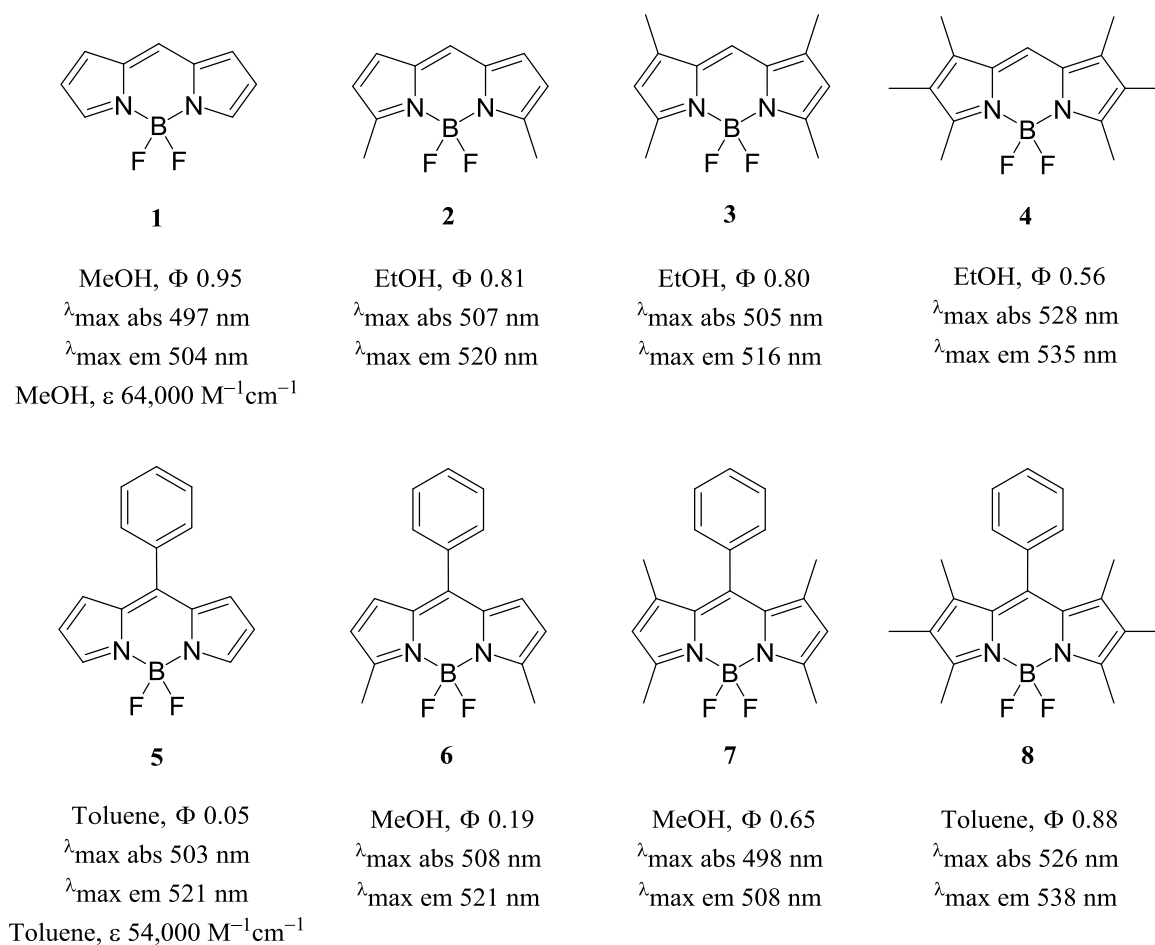 N N N N N N N N
B B B B
F F F F F F F F
1 2 3 4
MeOH, Φ 0.95 EtOH, Φ 0.81 EtOH, Φ 0.80 EtOH, Φ 0.56
λmax abs 497 nm λmax abs 507 nm λmax abs 505 nm λmax abs 528 nm
λmax em 504 nm λmax em 520 nm λmax em 516 nm λmax em 535 nm
MeOH, ε 64,000 M⁻¹cm⁻¹
N N N N N N N N
B B B B
F F F F F F F F
5 6 7 8
Toluene, Φ 0.05 MeOH, Φ 0.19 MeOH, Φ 0.65 Toluene, Φ 0.88
λmax abs 503 nm λmax abs 508 nm λmax abs 498 nm λmax abs 526 nm
λmax em 521 nm λmax em 521 nm λmax em 508 nm λmax em 538 nm
Toluene, ε 54,000 M⁻¹cm⁻¹